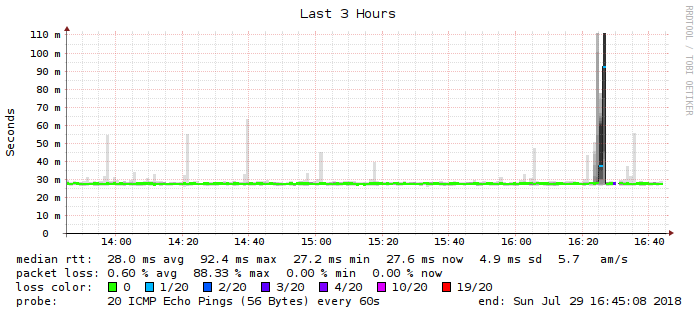 Last 3 Hours
RRDTOOL / TOBI OETIKER
Seconds
110 m
100 m
90 m
80 m
70 m
60 m
50 m
40 m
30 m
20 m
10 m
0
14:00 14:20 14:40 15:00 15:20 15:40 16:00 16:20 16:40
median rtt: 28.0 ms avg 92.4 ms max 27.2 ms min 27.6 ms now 4.9 ms sd 5.7 am/s
packet loss: 0.60 % avg 88.33 % max 0.00 % min 0.00 % now
loss color: 0 1/20 2/20 3/20 4/20 10/20 19/20
probe: 20 ICMP Echo Pings (56 Bytes) every 60s end: Sun Jul 29 16:45:08 2018